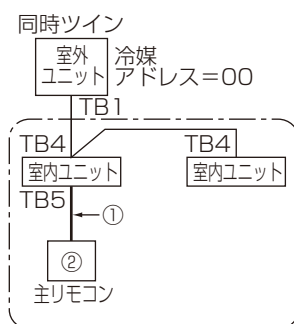 同時ツイン
室外
ユニット
冷媒
アドレス=00
TB1
TB4
TB4
室内ユニット
室内ユニット
TB5
①
②
主リモコン